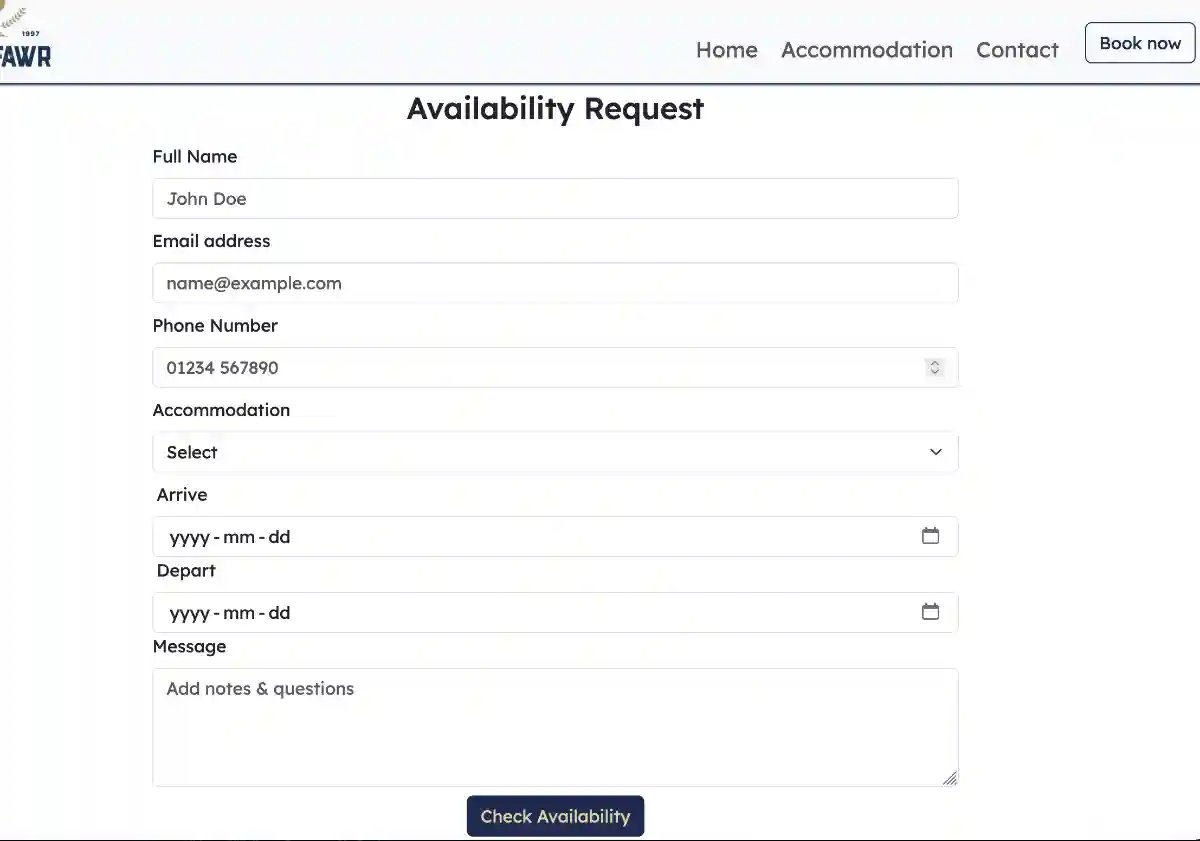 1997
FAWR
Home Accommodation Contact Book now
Availability Request
Full Name
John Doe
Email address
name@example.com
Phone Number
01234 567890
Accommodation
Select
Arrive
yyyy-mm-dd
Depart
yyyy-mm-dd
Message
Add notes & questions
Check Availability